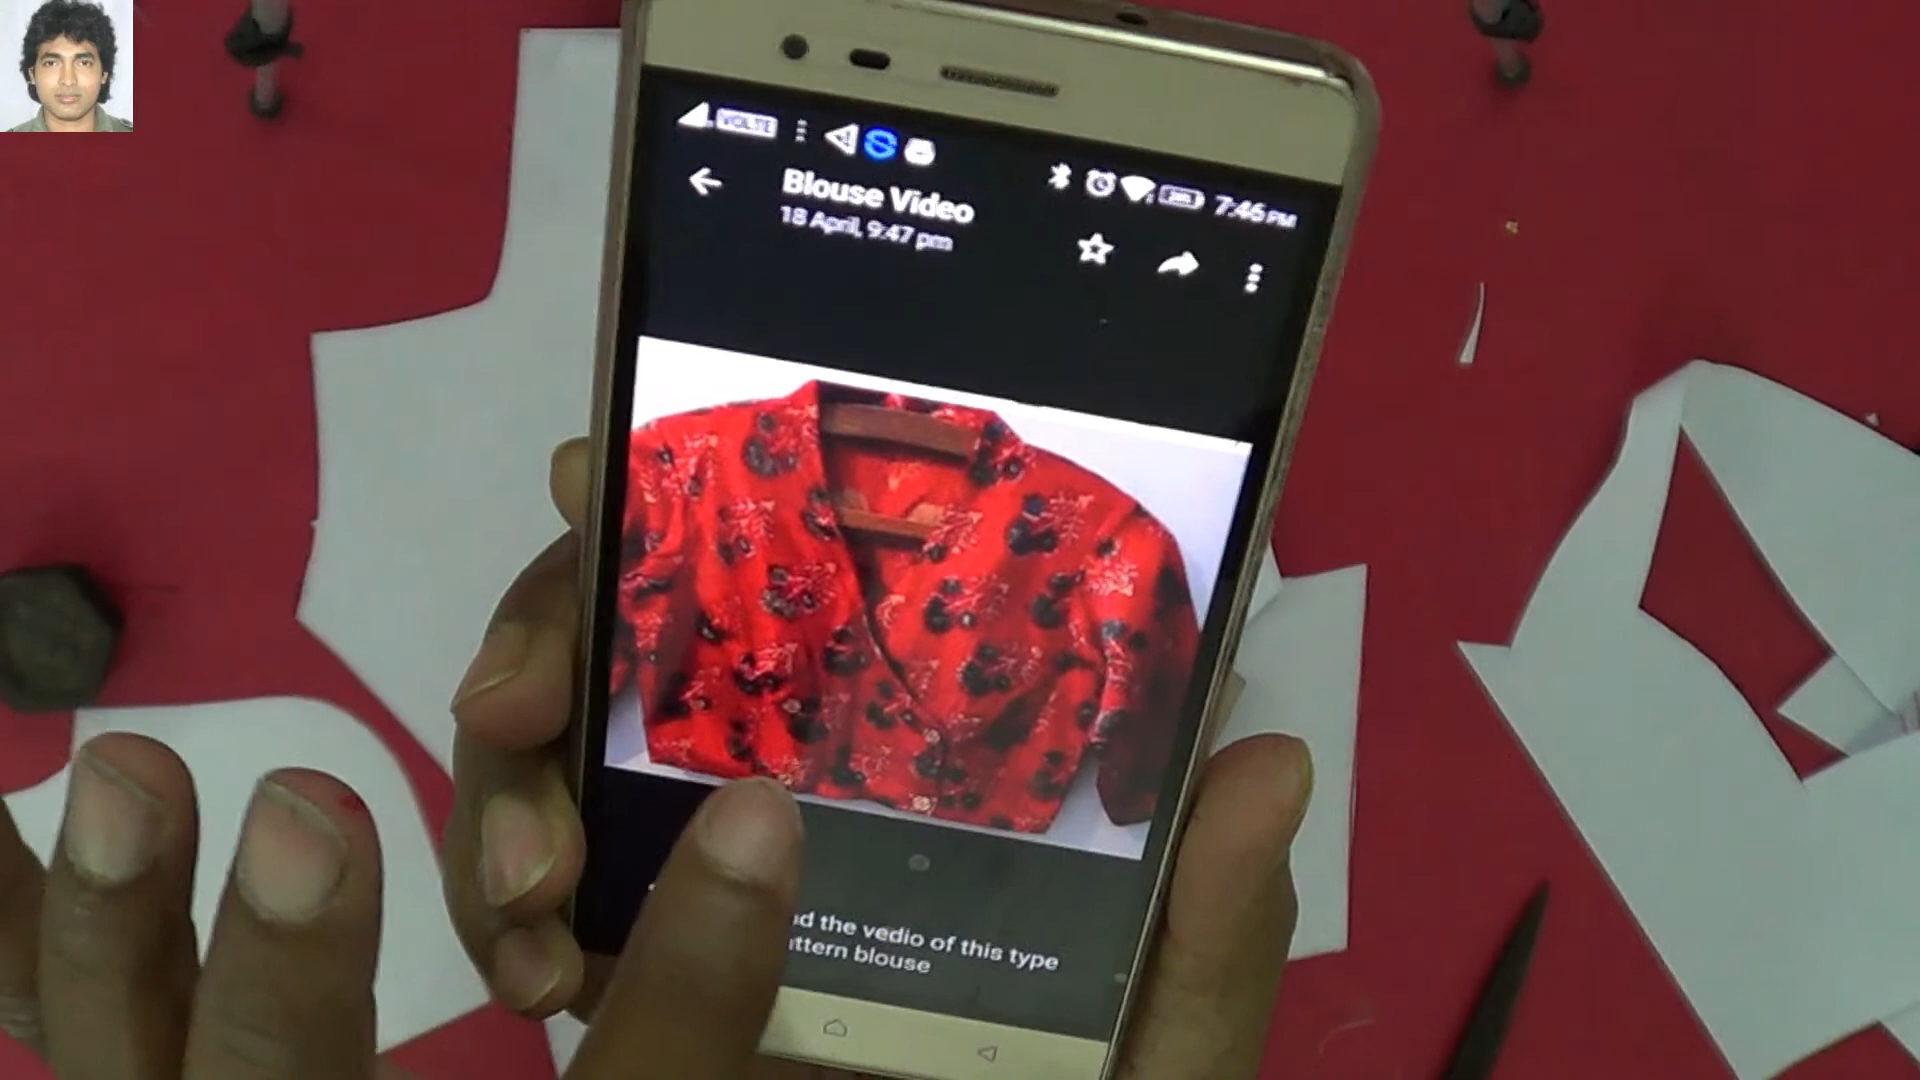 VOLTE
7:46 PM
Blouse Video
18 April, 9:47 pm
the vedio of this type
blouse